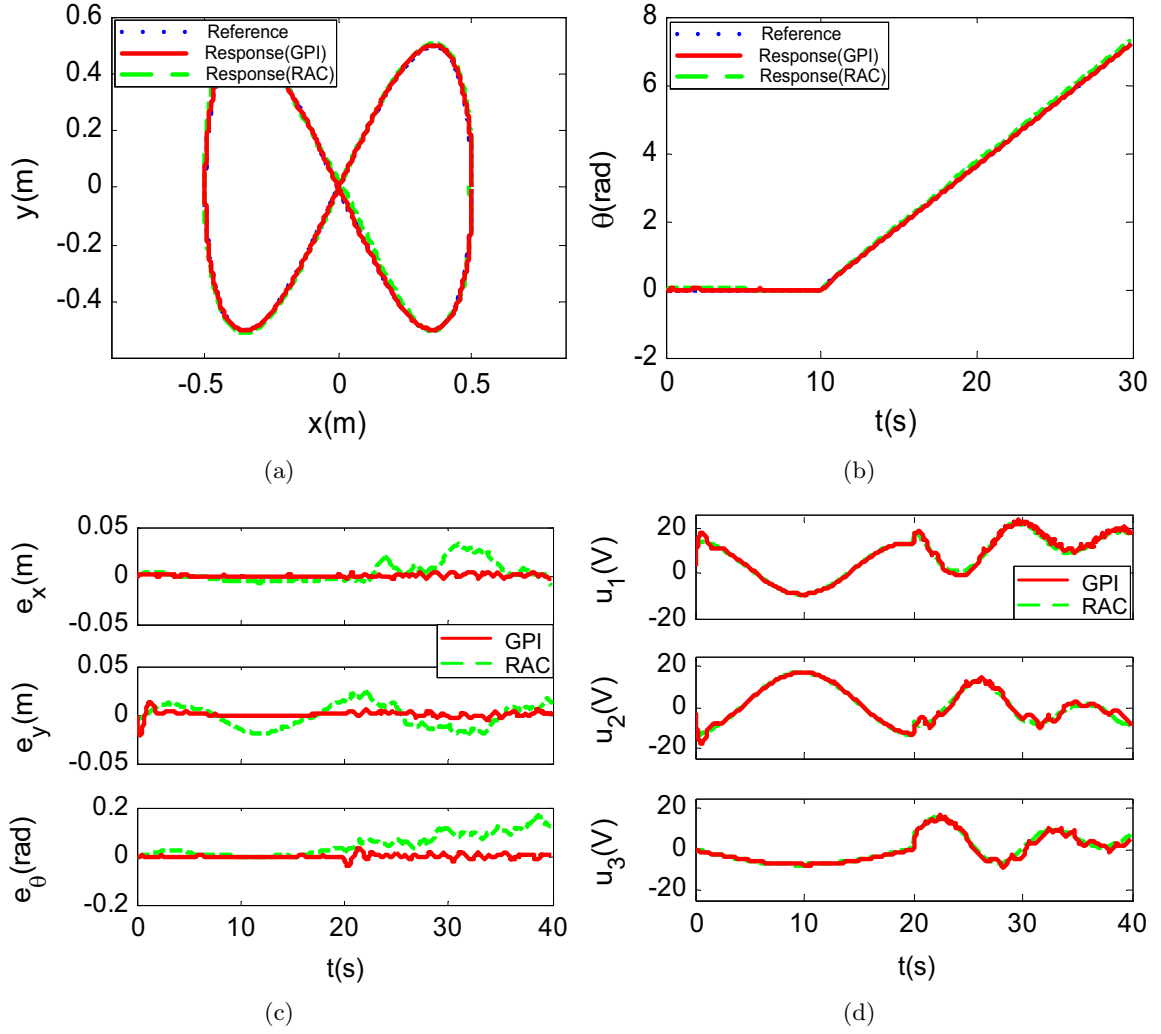 Reference
Response(GPI)
Response(RAC)
0.6
0.4
0.2
0
-0.2
-0.4
y(m)
-0.5 0 0.5
x(m)
(a)
Reference
Response(GPI)
Response(RAC)
8
6
4
2
0
-2
θ(rad)
0 10 20 30
t(s)
(b)
0.05
0
-0.05
e_x(m)
GPI
RAC
0.05
0
-0.05
e_y(m)
0.2
0
-0.2
e_θ(rad)
0 10 20 30 40
t(s)
(c)
20
0
-20
u_1(V)
GPI
RAC
20
0
-20
u_2(V)
20
0
-20
u_3(V)
0 10 20 30 40
t(s)
(d)